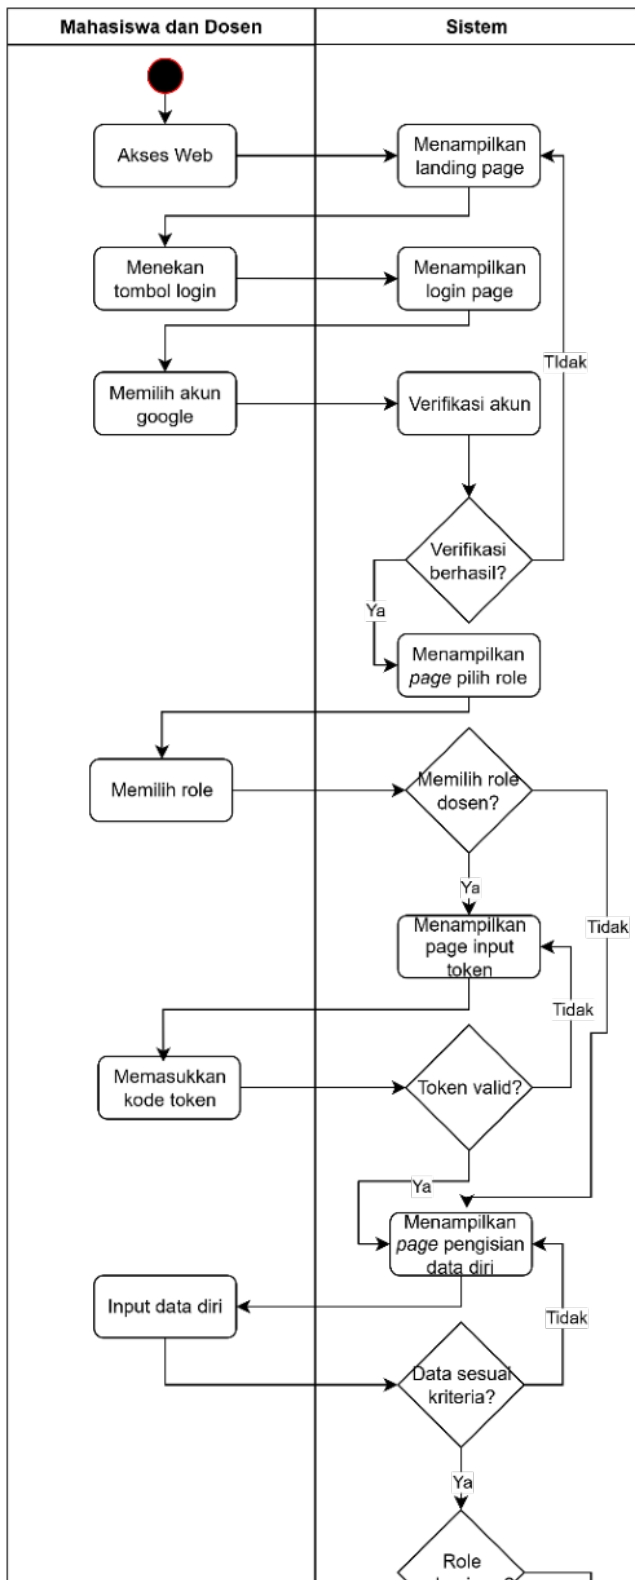 Mahasiswa dan Dosen
Sistem
Akses Web
Menampilkan
landing page
Menekan
tombol login
Menampilkan
login page
TIdak
Memilih akun
google
Verifikasi akun
Verifikasi
berhasil?
Ya
Menampilkan
page pilih role
Memilih role
Memilih role
dosen?
Ya
Menampilkan
page input
token
Tidak
Tidak
Memasukkan
kode token
Token valid?
Ya
Menampilkan
page pengisian
data diri
Input data diri
Tidak
Data sesuai
kriteria?
Ya
Role